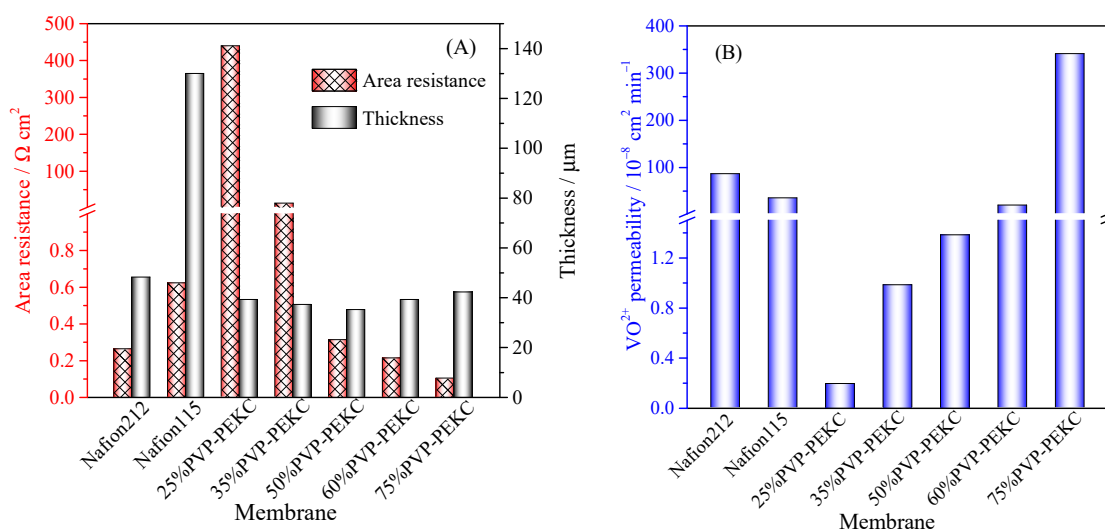 (A)
Area resistance
Thickness
Area resistance / Ω cm²
500
400
300
200
100
0.8
0.6
0.4
0.2
0.0
140
120
100
80
60
40
20
0
Thickness / μm
Nafion212
Nafion115
25%PVP-PEKC
35%PVP-PEKC
50%PVP-PEKC
60%PVP-PEKC
75%PVP-PEKC
Membrane
(B)
VO²⁺ permeability / 10⁻⁸ cm² min⁻¹
400
300
200
100
1.2
0.8
0.4
0.0
Nafion212
Nafion115
25%PVP-PEKC
35%PVP-PEKC
50%PVP-PEKC
60%PVP-PEKC
75%PVP-PEKC
Membrane